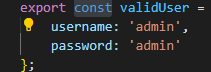 export const validUser =
username: 'admin',
password: 'admin'
};